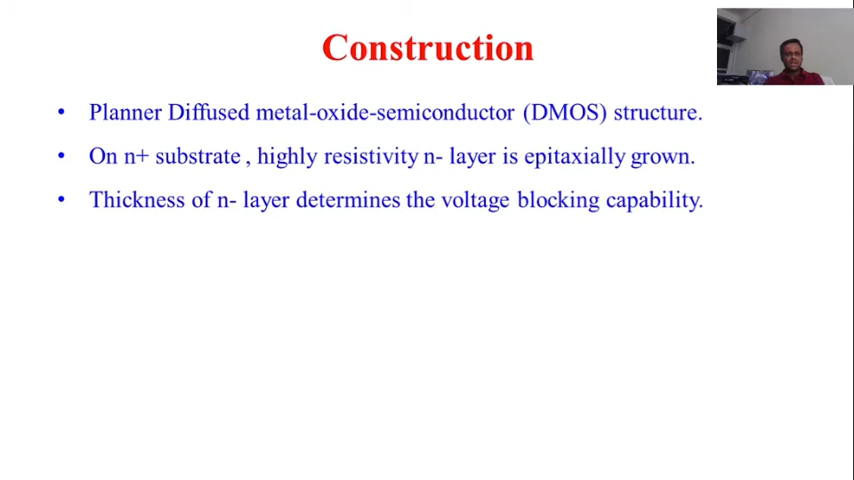 Construction
• Planner Diffused metal-oxide-semiconductor (DMOS) structure.
• On n+ substrate , highly resistivity n- layer is epitaxially grown.
• Thickness of n- layer determines the voltage blocking capability.